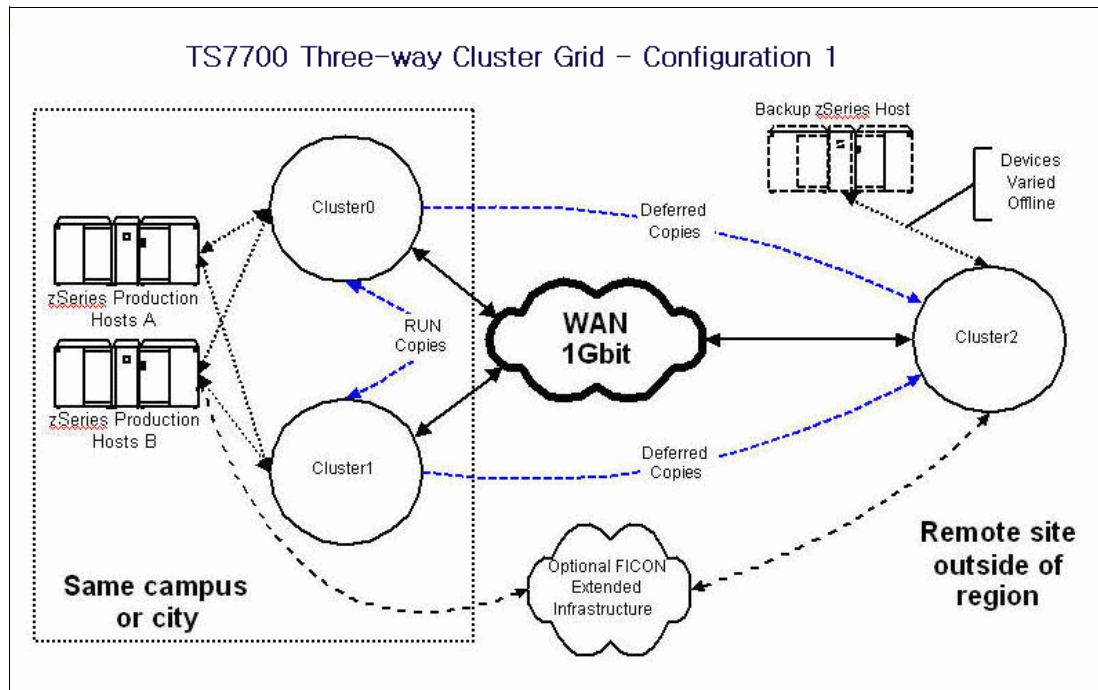 TS7700 Three-way Cluster Grid - Configuration 1
Backup zSeries Host
Devices
Varied
Offline
Cluster0
Deferred
Copies
zSeries Production
Hosts A
RUN
Copies
WAN
1Gbit
Cluster2
zSeries Production
Hosts B
Cluster1
Deferred
Copies
Optional FICON
Extended
Infrastructure
Same campus
or city
Remote site
outside of
region